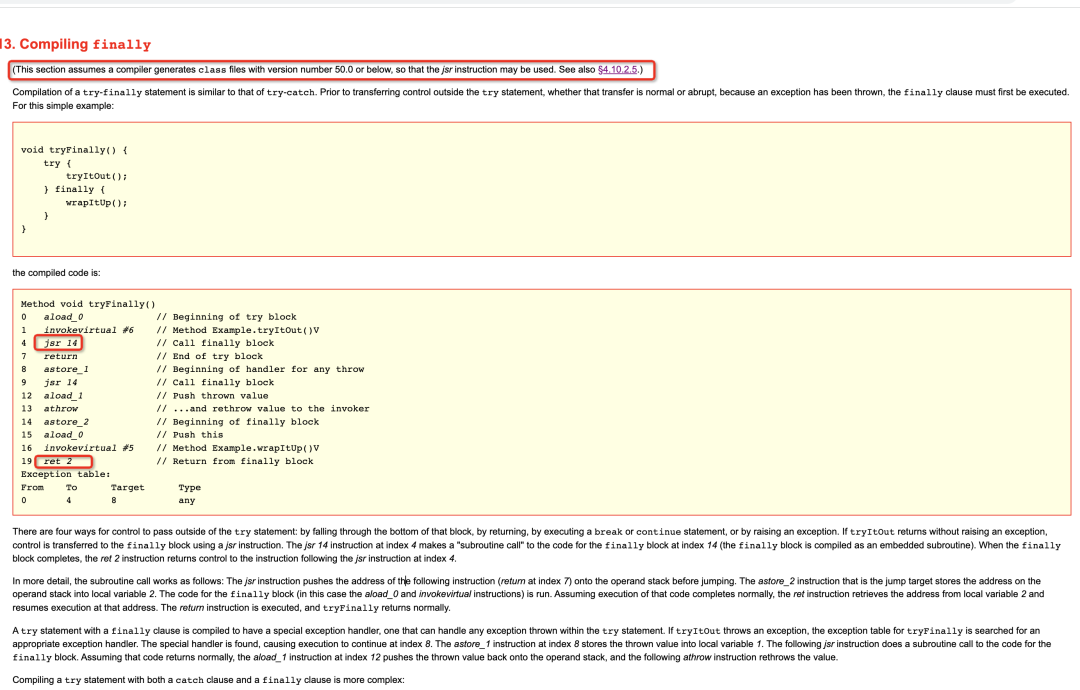 13. Compiling finally
(This section assumes a compiler generates class files with version number 50.0 or below, so that the jsr instruction may be used. See also §4.10.2.5.)
Compilation of a try-finally statement is similar to that of try-catch. Prior to transferring control outside the try statement, whether that transfer is normal or abrupt, because an exception has been thrown, the finally clause must first be executed.
For this simple example:
void tryFinally() {
    try {
        tryItOut();
    } finally {
        wrapItUp();
    }
}
the compiled code is:
Method void tryFinally()
0   aload_0             // Beginning of try block
1   invokevirtual #6    // Method Example.tryItOut()V
4   jsr 14              // Call finally block
7   return              // End of try block
8   astore_1            // Beginning of handler for any throw
9   jsr 14              // Call finally block
12  aload_1             // Push thrown value
13  athrow              // ...and rethrow value to the invoker
14  astore_2            // Beginning of finally block
15  aload_0             // Push this
16  invokevirtual #5    // Method Example.wrapItUp()V
19  ret 2               // Return from finally block
Exception table:
From    To      Target      Type
0       4       8           any
There are four ways for control to pass outside of the try statement: by falling through the bottom of that block, by returning, by executing a break or continue statement, or by raising an exception. If tryItOut returns without raising an exception,
control is transferred to the finally block using a jsr instruction. The jsr 14 instruction at index 4 makes a "subroutine call" to the code for the finally block at index 14 (the finally block is compiled as an embedded subroutine). When the finally
block completes, the ret 2 instruction returns control to the instruction following the jsr instruction at index 4.
In more detail, the subroutine call works as follows: The jsr instruction pushes the address of the following instruction (return at index 7) onto the operand stack before jumping. The astore_2 instruction that is the jump target stores the address on the
operand stack into local variable 2. The code for the finally block (in this case the aload_0 and invokevirtual instructions) is run. Assuming execution of that code completes normally, the ret instruction retrieves the address from local variable 2 and
resumes execution at that address. The return instruction is executed, and tryFinally returns normally.
A try statement with a finally clause is compiled to have a special exception handler, one that can handle any exception thrown within the try statement. If tryItOut throws an exception, the exception table for tryFinally is searched for an
appropriate exception handler. The special handler is found, causing execution to continue at index 8. The astore_1 instruction at index 8 stores the thrown value into local variable 1. The following jsr instruction does a subroutine call to the code for the
finally block. Assuming that code returns normally, the aload_1 instruction at index 12 pushes the thrown value back onto the operand stack, and the following athrow instruction rethrows the value.
Compiling a try statement with both a catch clause and a finally clause is more complex: